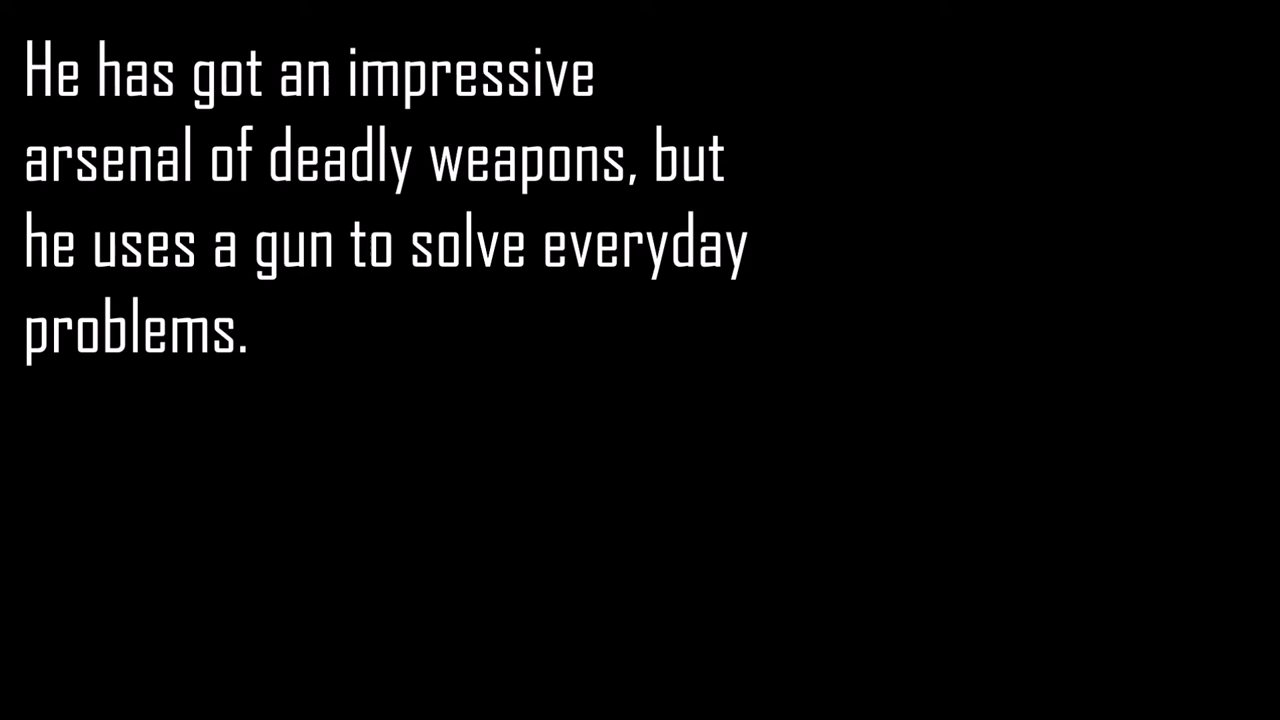 He has got an impressive
arsenal of deadly weapons, but
he uses a gun to solve everyday
problems.